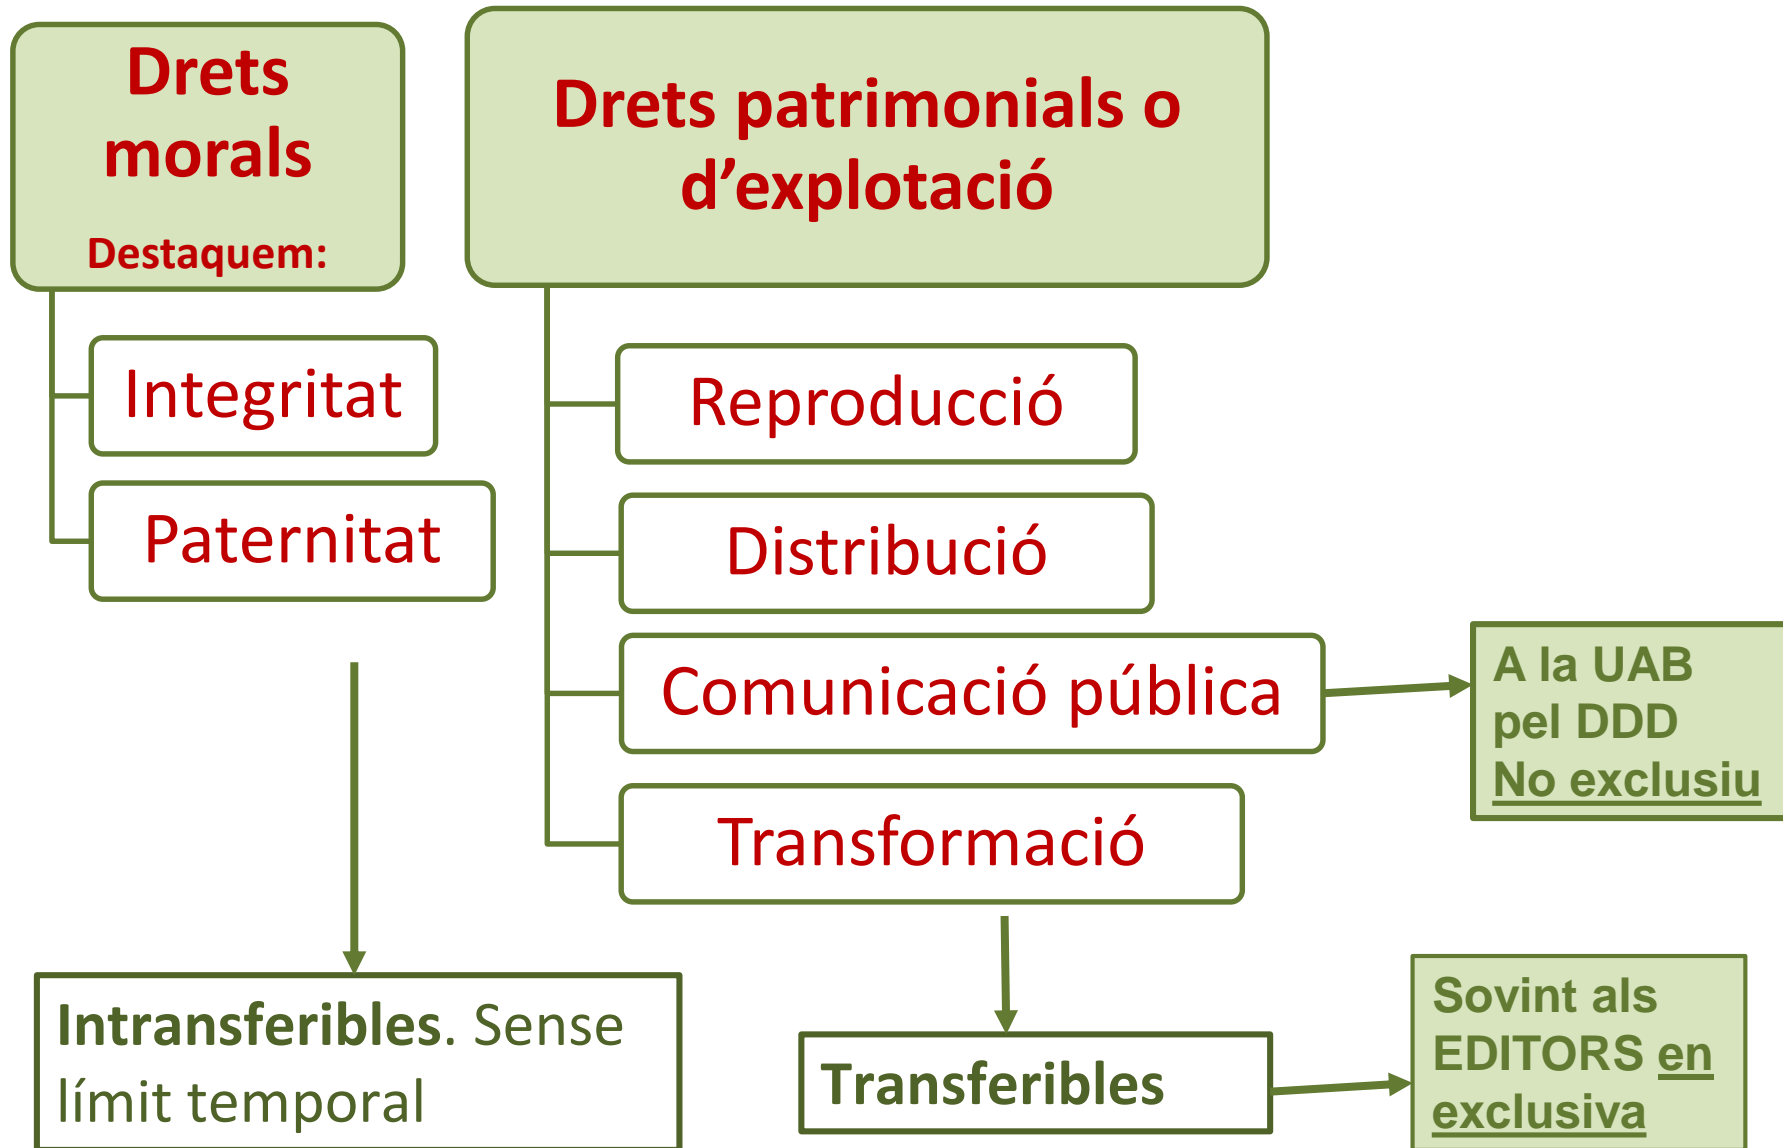 Drets
morals
Destaquem:
Integritat
Paternitat
Intransferibles. Sense
límit temporal
Drets patrimonials o
d’explotació
Reproducció
Distribució
Comunicació pública
Transformació
A la UAB
pel DDD
No exclusiu
Transferibles
Sovint als
EDITORS en
exclusiva